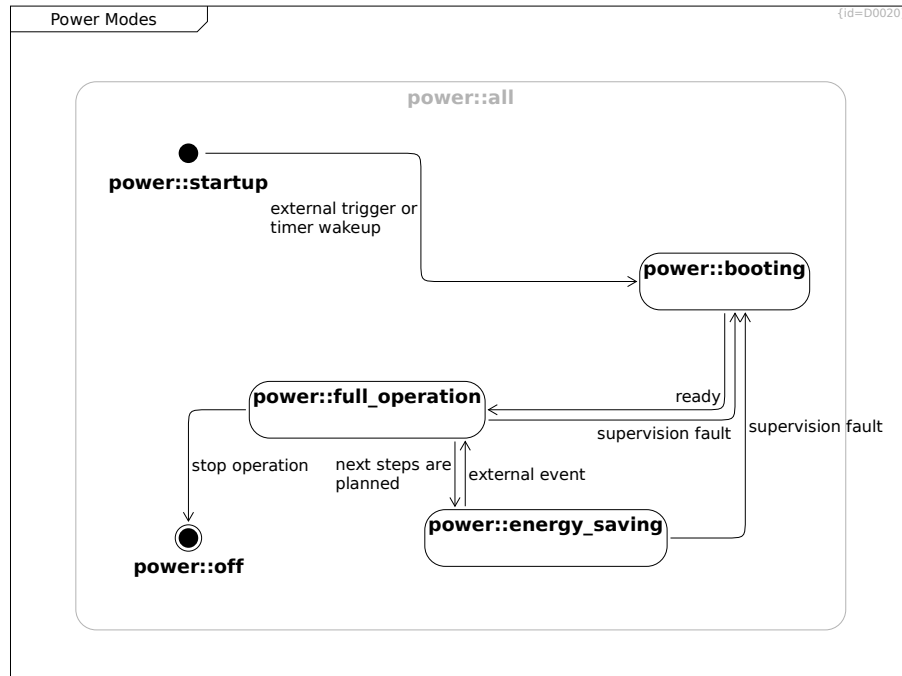 Power Modes
{id=D0020
power::all
power::startup
external trigger or
timer wakeup
power::booting
power::full_operation
ready
supervision fault
supervision fault
stop operation
next steps are
planned
external event
power::energy_saving
power::off